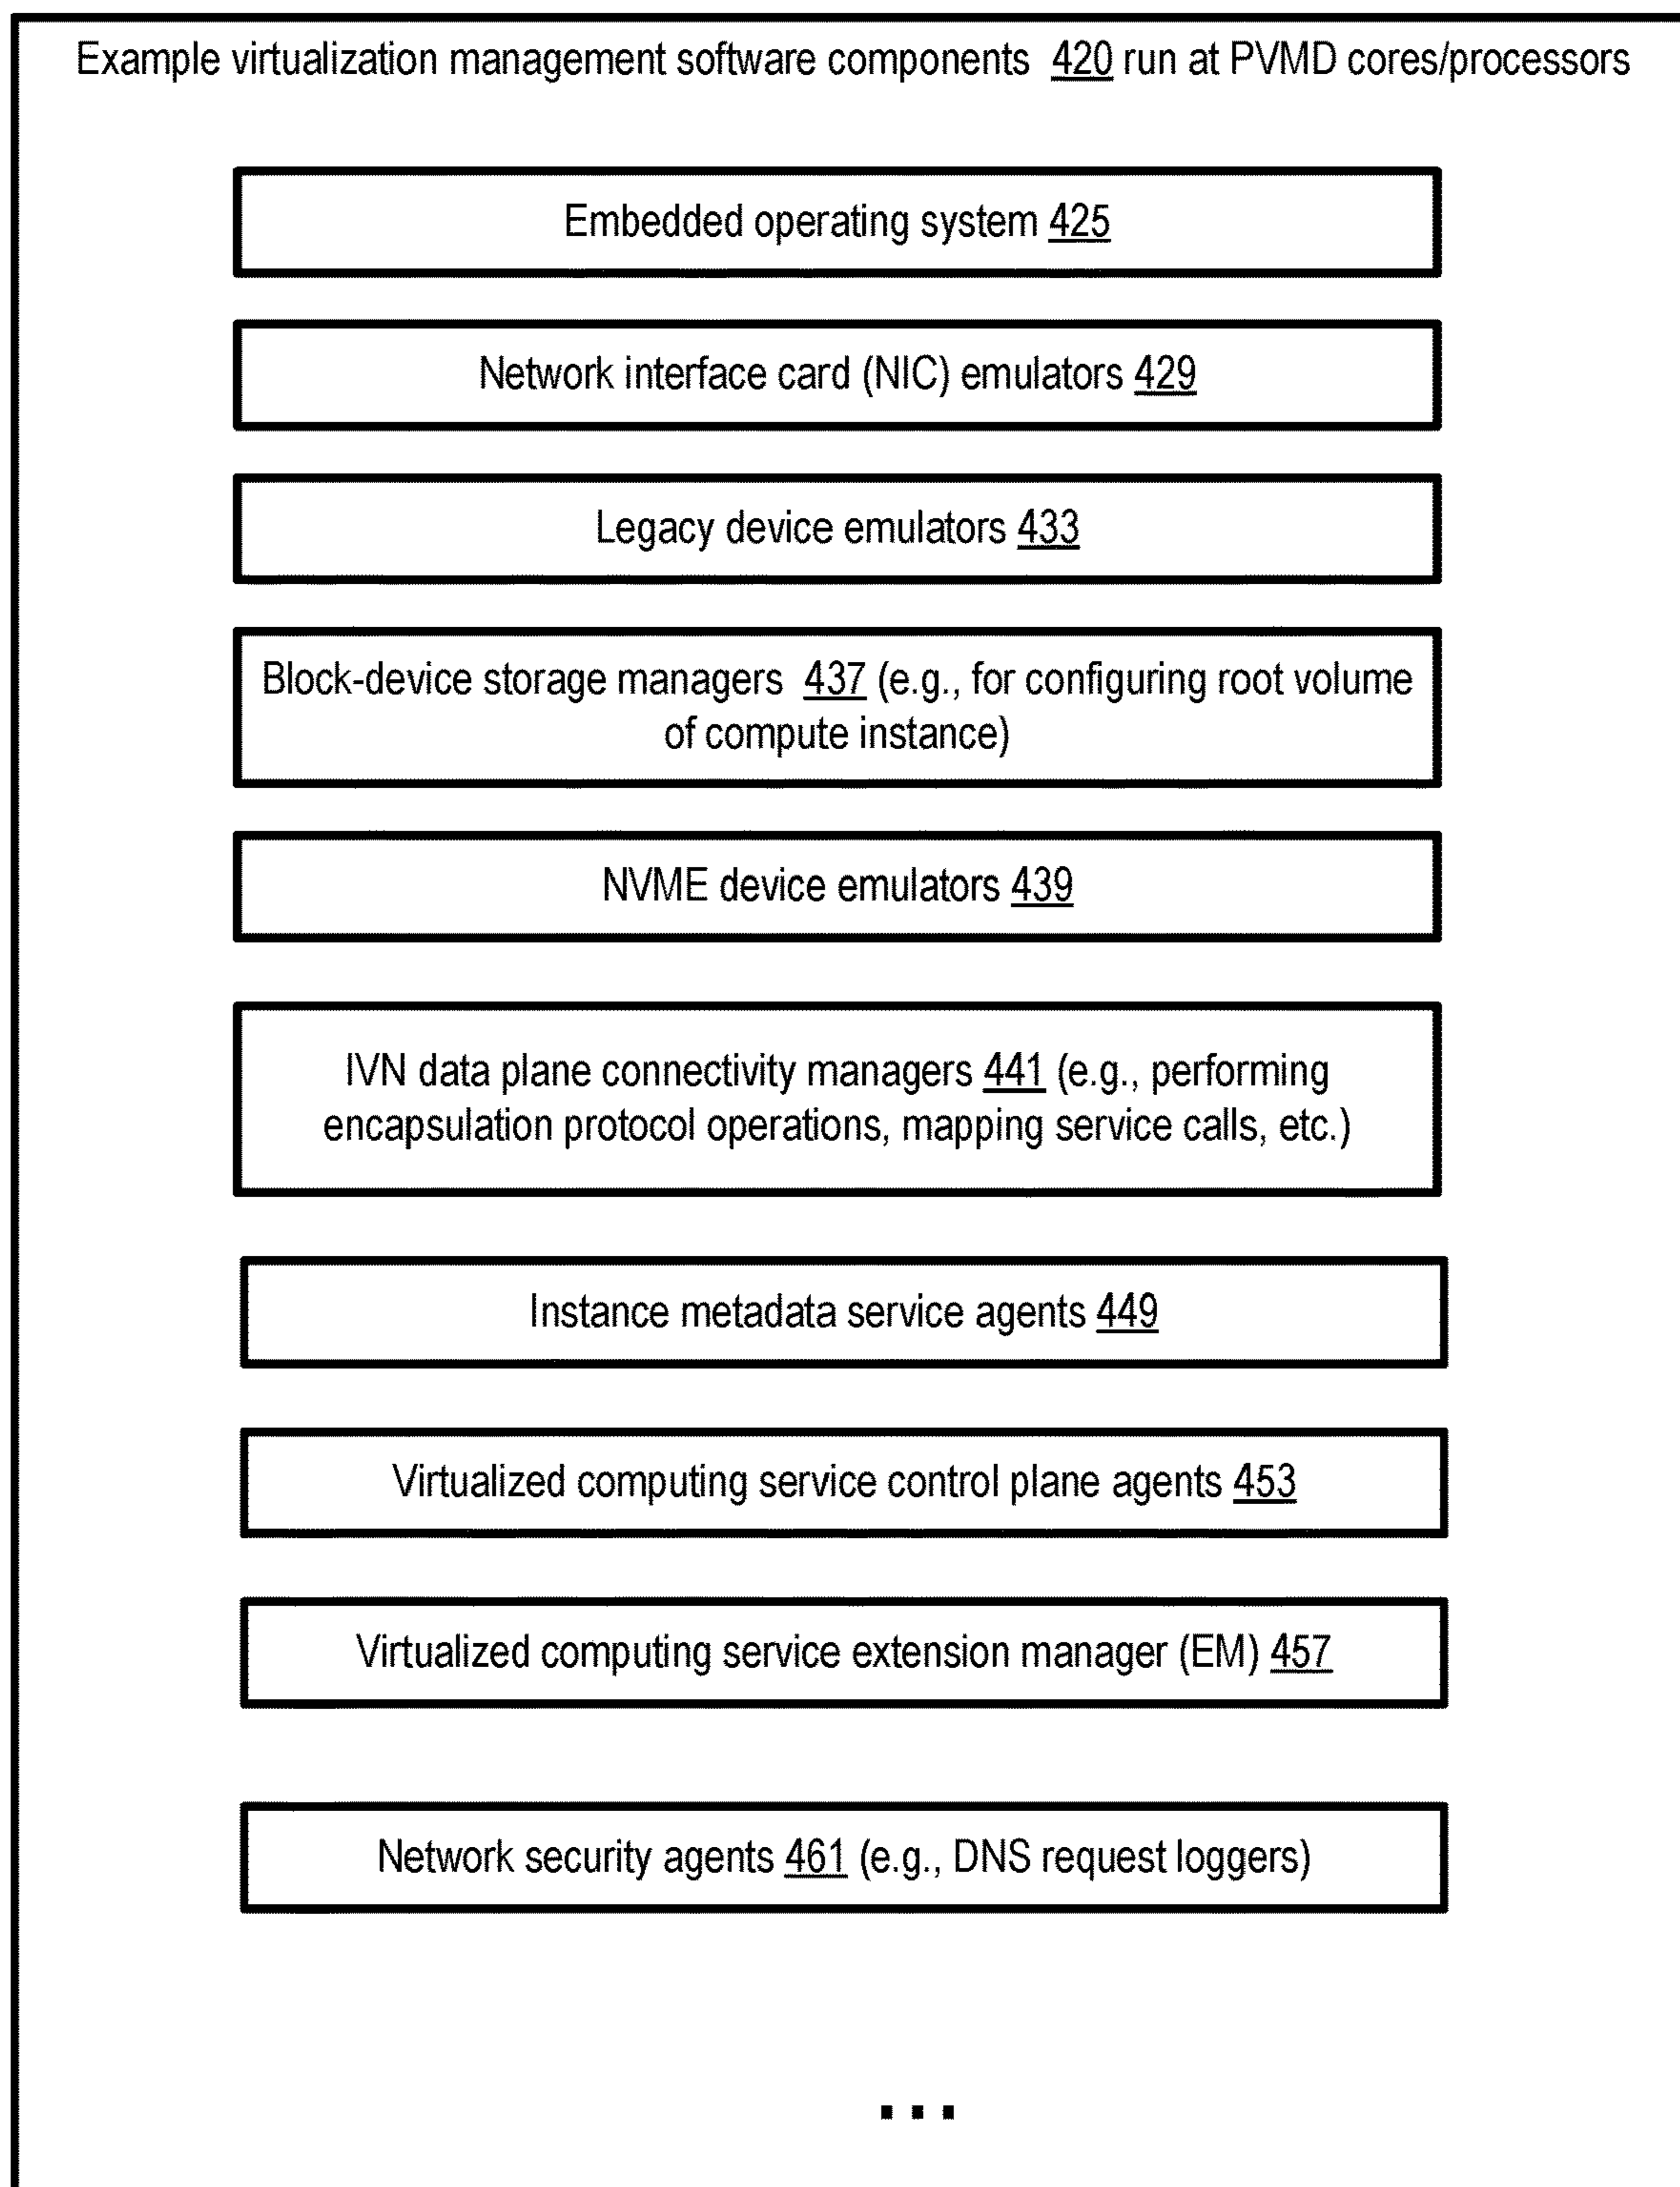 Example virtualization management software components 420 run at PVMD cores/processors
Embedded operating system 425
Network interface card (NIC) emulators 429
Legacy device emulators 433
Block-device storage managers 437 (e.g., for configuring root volume
of compute instance)
NVME device emulators 439
IVN data plane connectivity managers 441 (e.g., performing
encapsulation protocol operations, mapping service calls, etc.)
Instance metadata service agents 449
Virtualized computing service control plane agents 453
Virtualized computing service extension manager (EM) 457
Network security agents 461 (e.g., DNS request loggers)
...